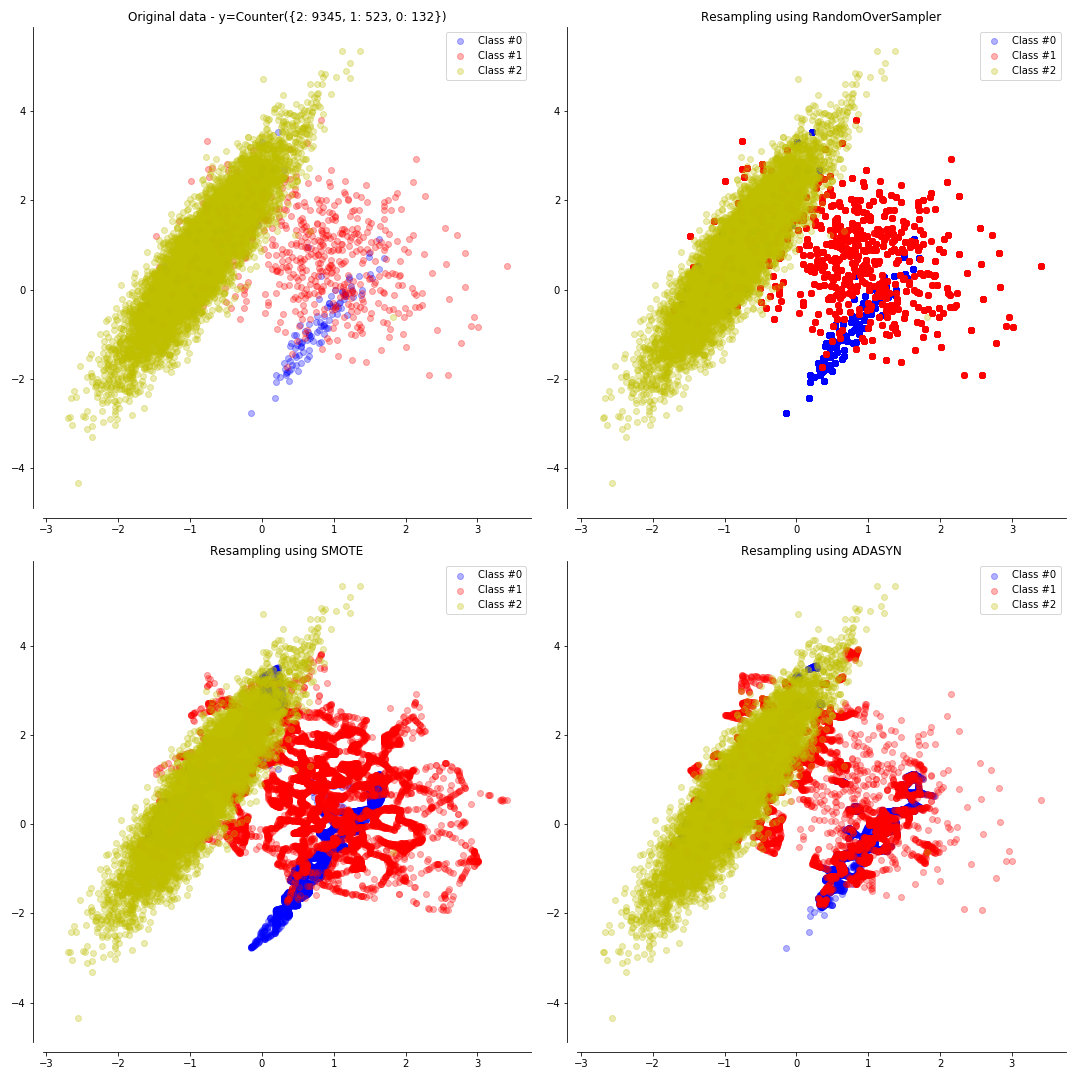 Original data - y=Counter({2: 9345, 1: 523, 0: 132})
Class #0
Class #1
Class #2
4
2
0
−2
−4
−3 −2 −1 0 1 2 3
Resampling using RandomOverSampler
Class #0
Class #1
Class #2
4
2
0
−2
−4
−3 −2 −1 0 1 2 3
Resampling using SMOTE
Class #0
Class #1
Class #2
4
2
0
−2
−4
−3 −2 −1 0 1 2 3
Resampling using ADASYN
Class #0
Class #1
Class #2
4
2
0
−2
−4
−3 −2 −1 0 1 2 3